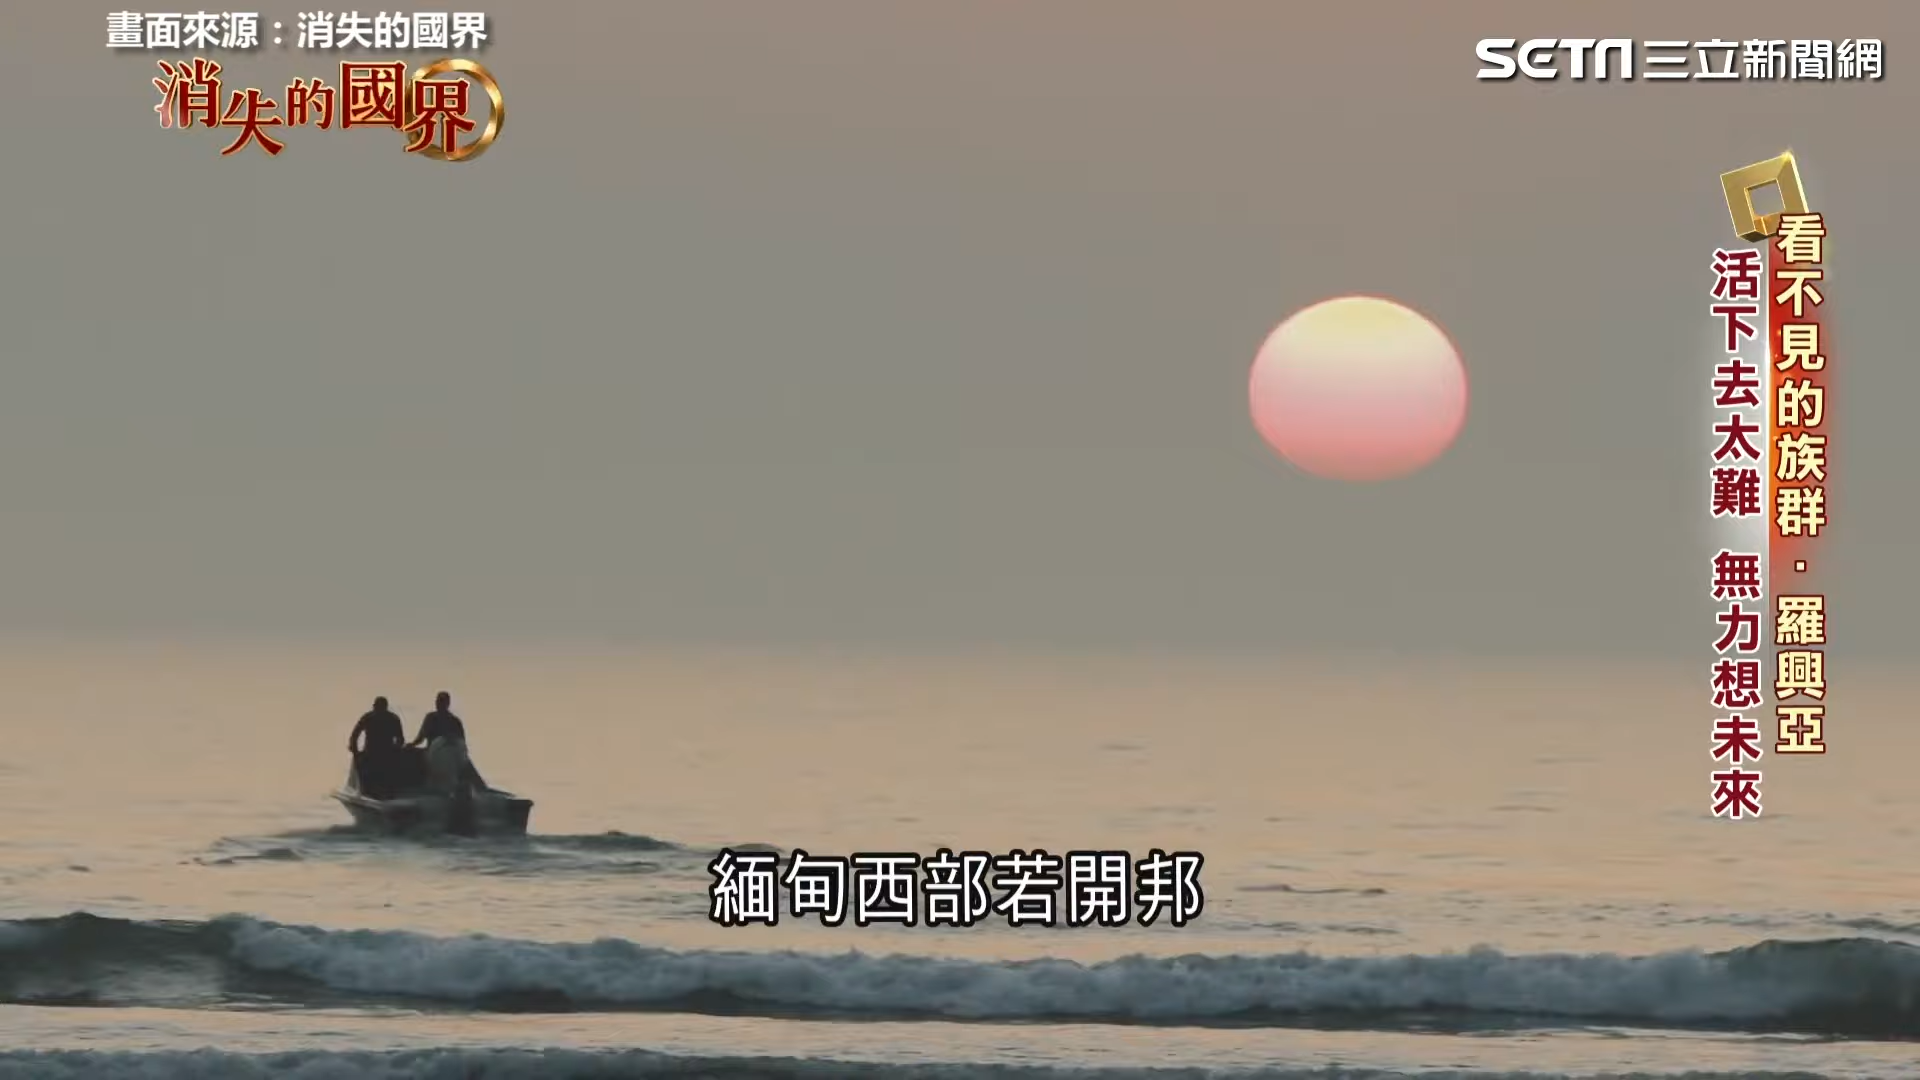 畫面來源：消失的國界
消失的國界
SETN三立新聞網
看不見的族群．羅興亞
活下去太難 無力想未來
緬甸西部若開邦